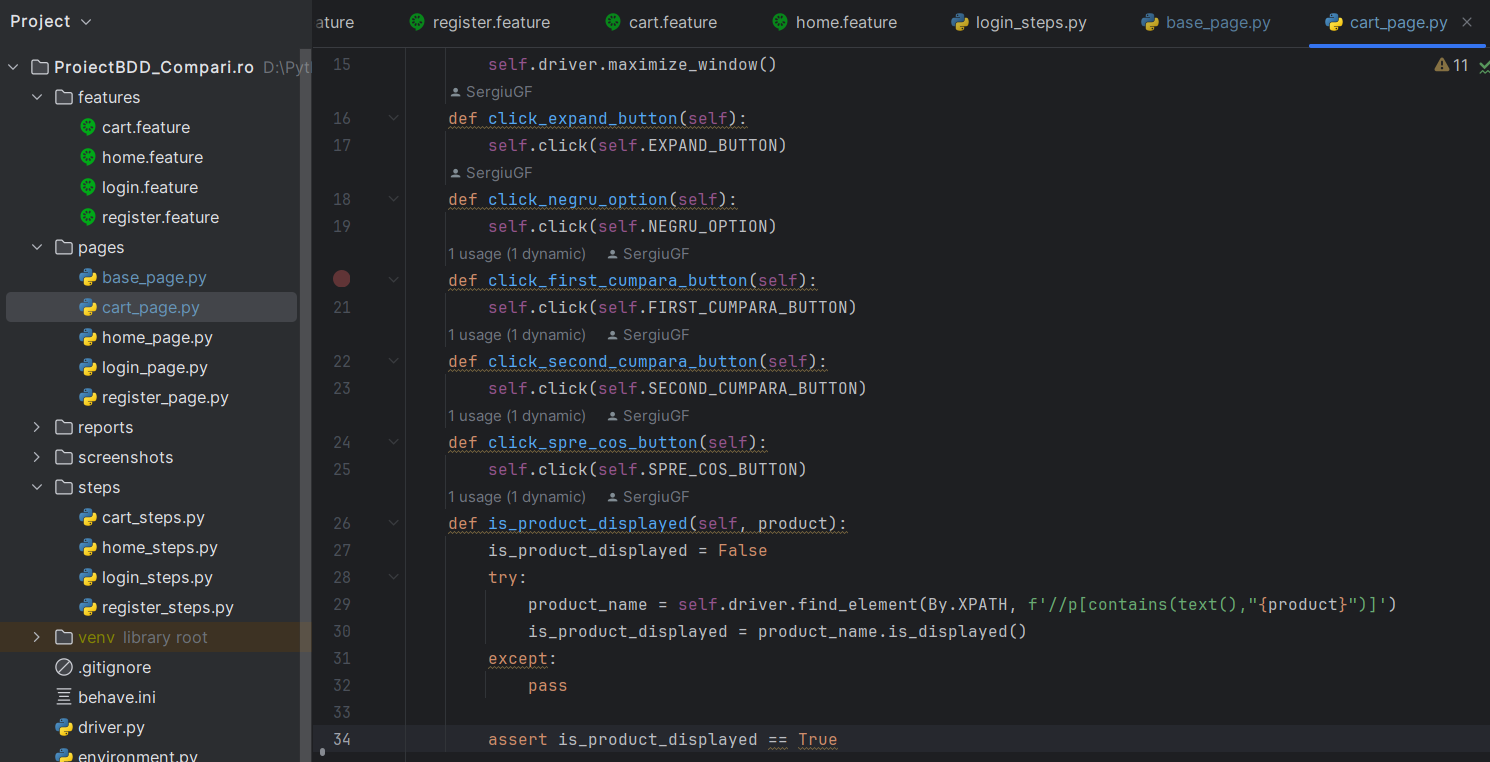 Project
ProiectBDD_Compari.ro D:\Pyt
features
cart.feature
home.feature
login.feature
register.feature
pages
base_page.py
cart_page.py
home_page.py
login_page.py
register_page.py
reports
screenshots
steps
cart_steps.py
home_steps.py
login_steps.py
register_steps.py
venv library root
.gitignore
behave.ini
driver.py
environment.py
ature register.feature cart.feature home.feature login_steps.py base_page.py cart_page.py
11
15 self.driver.maximize_window()
SergiuGF
16 def click_expand_button(self):
17 self.click(self.EXPAND_BUTTON)
SergiuGF
18 def click_negru_option(self):
19 self.click(self.NEGRU_OPTION)
1 usage (1 dynamic) SergiuGF
def click_first_cumpara_button(self):
21 self.click(self.FIRST_CUMPARA_BUTTON)
1 usage (1 dynamic) SergiuGF
22 def click_second_cumpara_button(self):
23 self.click(self.SECOND_CUMPARA_BUTTON)
1 usage (1 dynamic) SergiuGF
24 def click_spre_cos_button(self):
25 self.click(self.SPRE_COS_BUTTON)
1 usage (1 dynamic) SergiuGF
26 def is_product_displayed(self, product):
27 is_product_displayed = False
28 try:
29 product_name = self.driver.find_element(By.XPATH, f'//p[contains(text(),"{product}")]')
30 is_product_displayed = product_name.is_displayed()
31 except:
32 pass
33
34 assert is_product_displayed == True